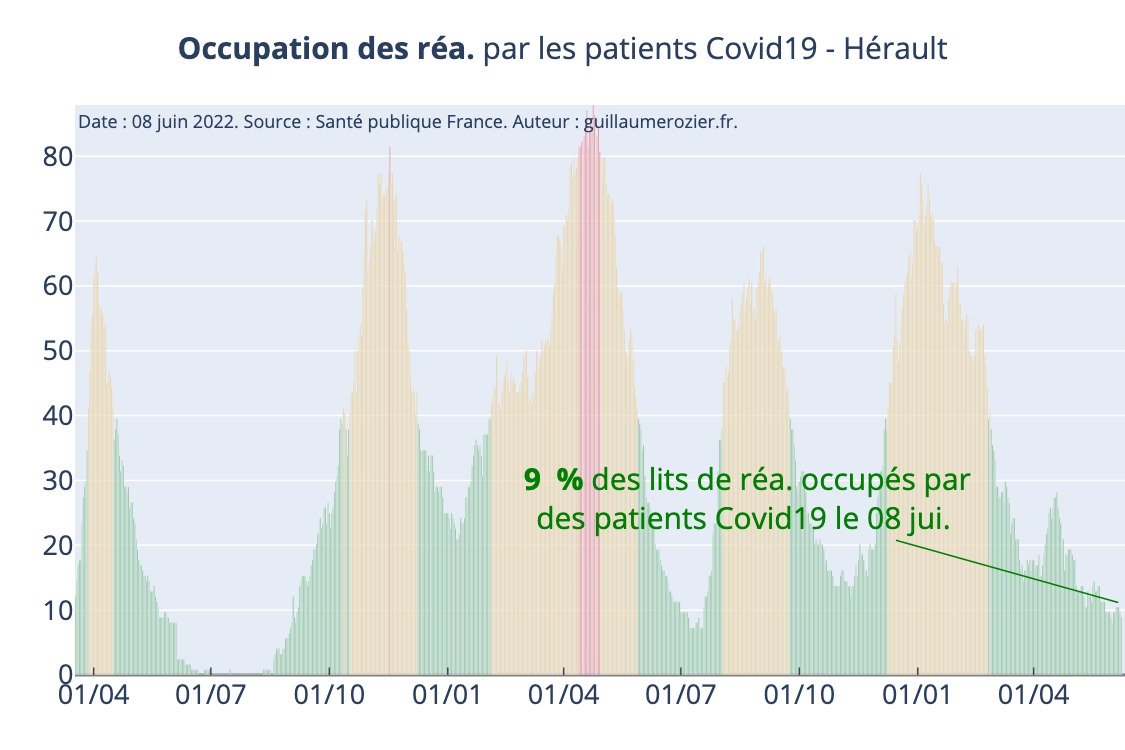 Occupation des réa. par les patients Covid19 - Hérault
Date : 08 juin 2022. Source : Santé publique France. Auteur : guillaumerozier.fr.
80
70
60
50
40
30
20
10
0
9 % des lits de réa. occupés par
des patients Covid19 le 08 jui.
01/04 01/07 01/10 01/01 01/04 01/07 01/10 01/01 01/04